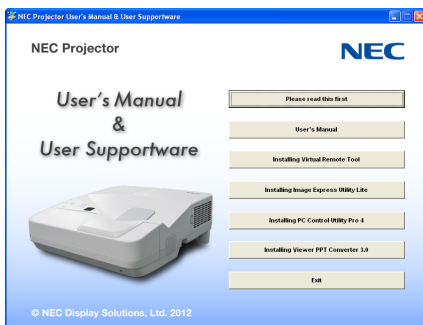 NEC Projector User's Manual & User Supportware
NEC Projector
NEC
User's Manual
&
User Supportware
Please read this first
User's Manual
Installing Virtual Remote Tool
Installing Image Express Utility Lite
Installing PC Control Utility Pro 4
Installing Viewer PPT Converter 3.0
Exit
© NEC Display Solutions, Ltd. 2012